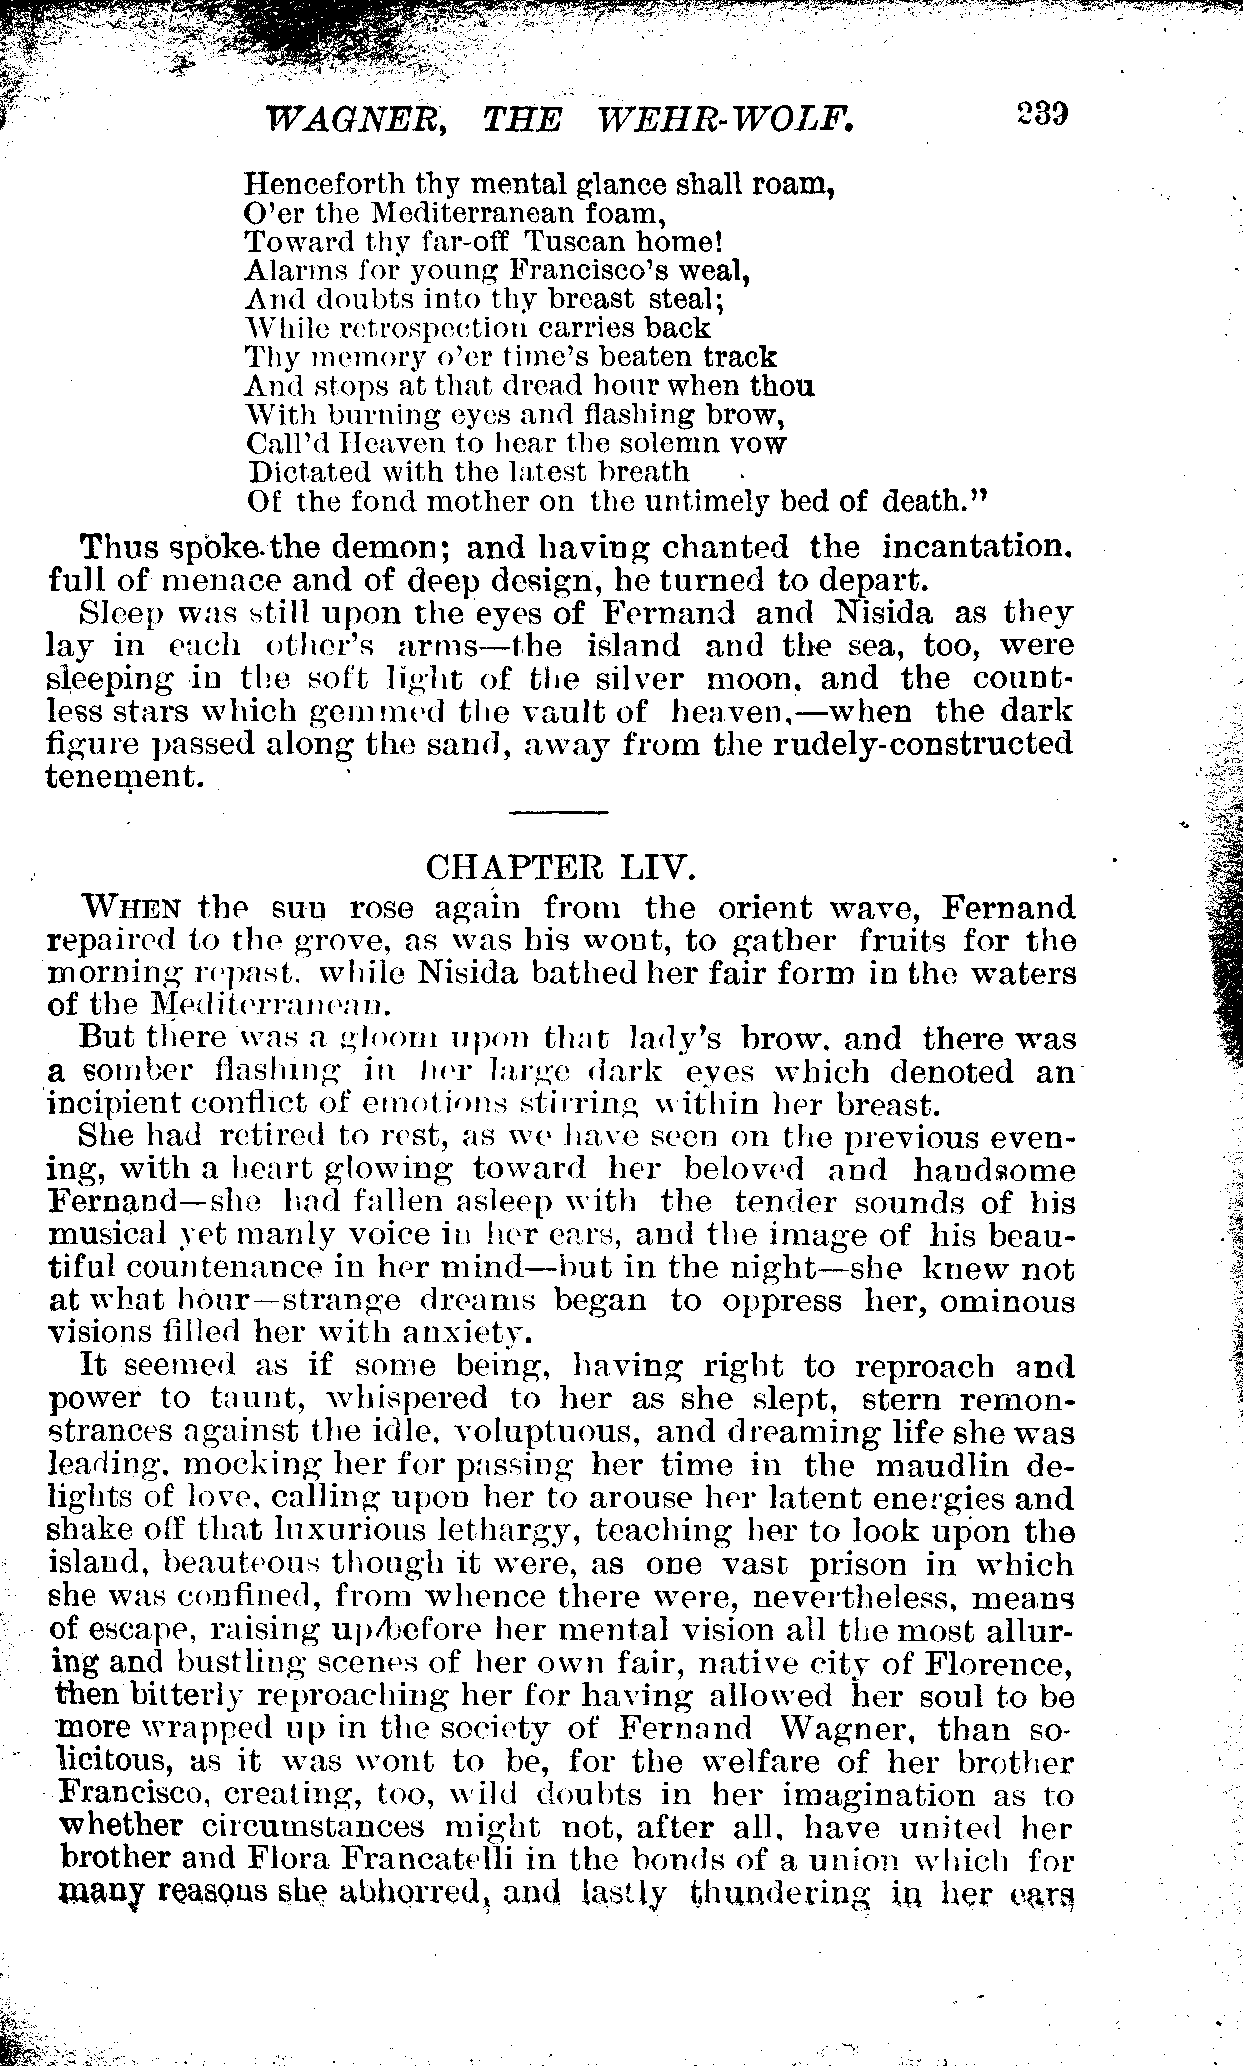 WAGNER, THE WEHR-WOLF. 239
Henceforth thy mental glance shall roam,
O'er the Mediterranean foam,
Toward thy far-off Tuscan home!
Alarms for young Francisco's weal,
And doubts into thy breast steal;
While retrospection carries back
Thy memory o'er time's beaten track
And stops at that dread hour when thou
With burning eyes and flashing brow,
Call'd Heaven to hear the solemn vow
Dictated with the latest breath
Of the fond mother on the untimely bed of death."
Thus spoke the demon; and having chanted the incantation,
full of menace and of deep design, he turned to depart.
Sleep was still upon the eyes of Fernand and Nisida as they
lay in each other's arms—the island and the sea, too, were
sleeping in the soft light of the silver moon, and the count-
less stars which gemmed the vault of heaven,—when the dark
figure passed along the sand, away from the rudely-constructed
tenement.
CHAPTER LIV.
WHEN the sun rose again from the orient wave, Fernand
repaired to the grove, as was his wont, to gather fruits for the
morning repast, while Nisida bathed her fair form in the waters
of the Mediterranean.
But there was a gloom upon that lady's brow, and there was
a somber flashing in her large dark eyes which denoted an
incipient conflict of emotions stirring within her breast.
She had retired to rest, as we have seen on the previous even-
ing, with a heart glowing toward her beloved and handsome
Fernand—she had fallen asleep with the tender sounds of his
musical yet manly voice in her ears, and the image of his beau-
tiful countenance in her mind—but in the night—she knew not
at what hour—strange dreams began to oppress her, ominous
visions filled her with anxiety.
It seemed as if some being, having right to reproach and
power to taunt, whispered to her as she slept, stern remon-
strances against the idle, voluptuous, and dreaming life she was
leading, mocking her for passing her time in the maudlin de-
lights of love, calling upon her to arouse her latent energies and
shake off that luxurious lethargy, teaching her to look upon the
island, beauteous though it were, as one vast prison in which
she was confined, from whence there were, nevertheless, means
of escape, raising up before her mental vision all the most allur-
ing and bustling scenes of her own fair, native city of Florence,
then bitterly reproaching her for having allowed her soul to be
more wrapped up in the society of Fernand Wagner, than so-
licitous, as it was wont to be, for the welfare of her brother
Francisco, creating, too, wild doubts in her imagination as to
whether circumstances might not, after all, have united her
brother and Flora Francatelli in the bonds of a union which for
many reasons she abhorred, and lastly thundering in her ears